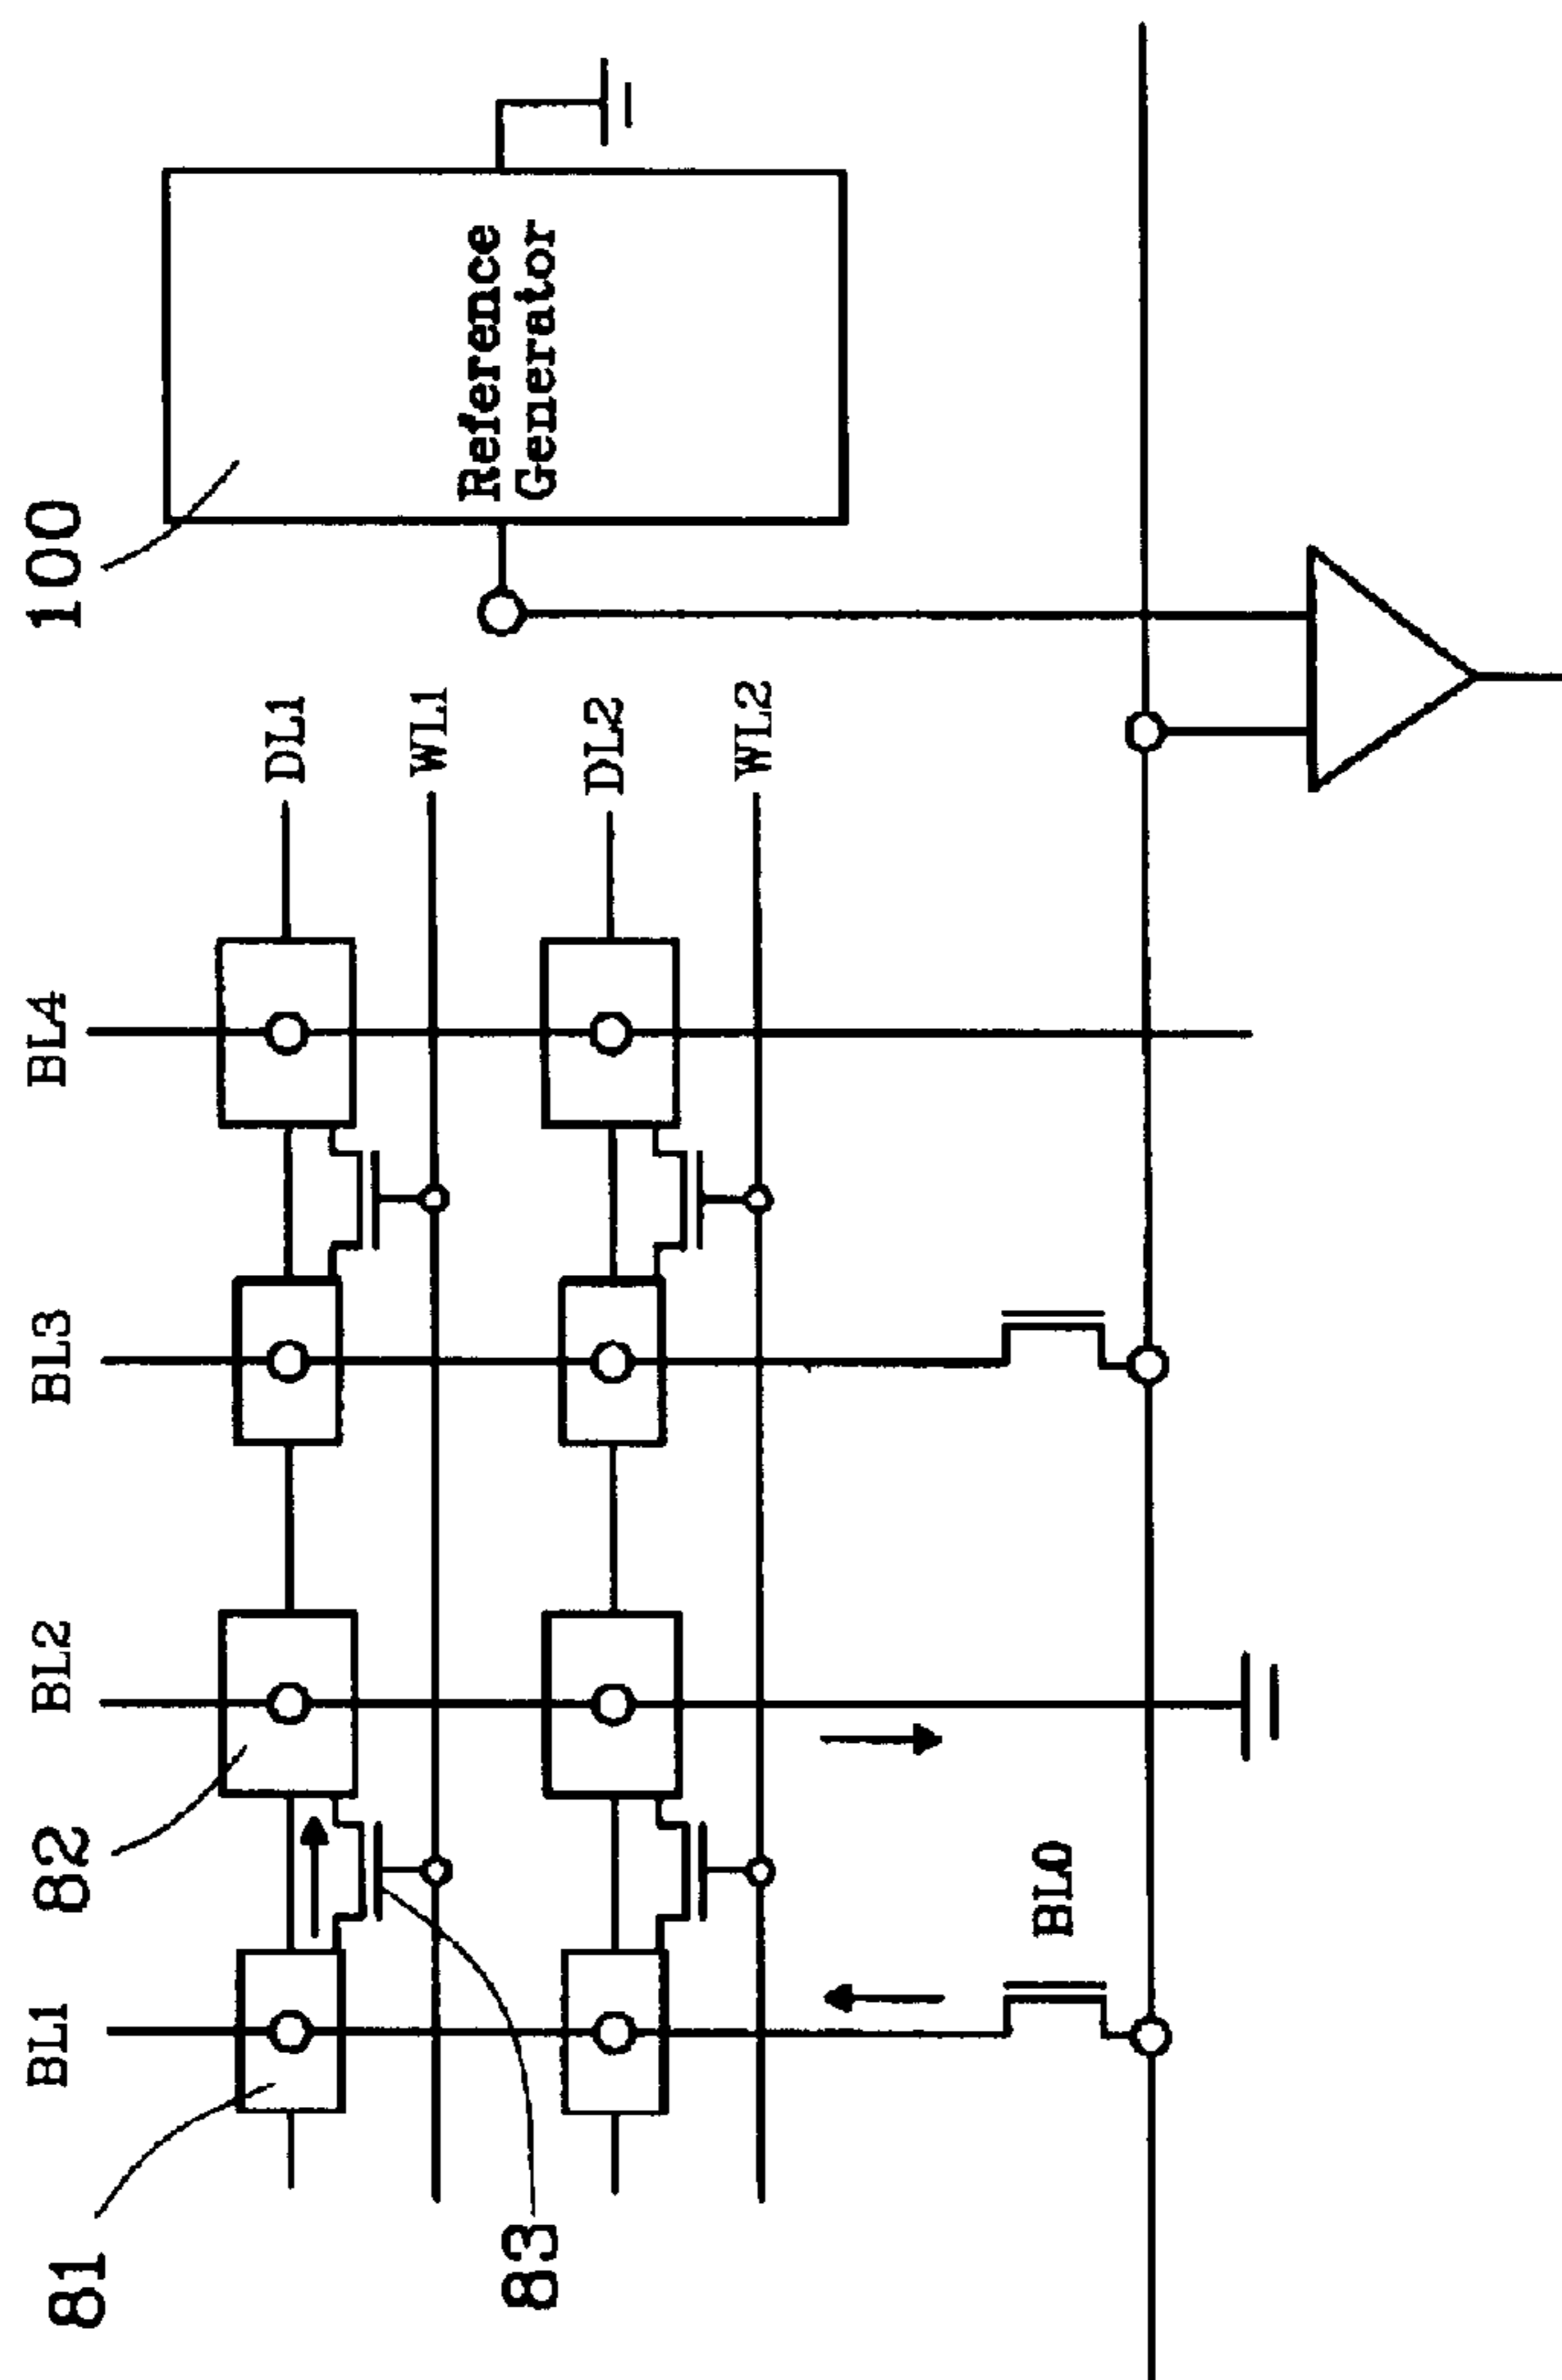 81
BL1
82
BL2
BL3
BL4
100
DL1
WL1
Reference
Generator
83
DL2
WL2
BL0